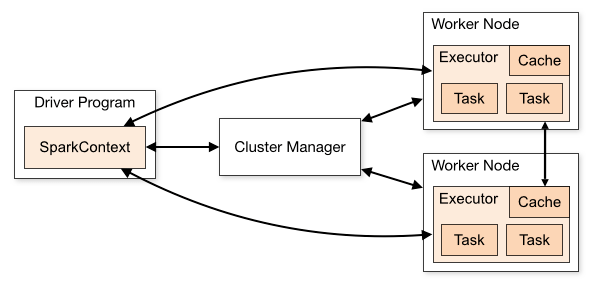 Driver Program
SparkContext
Cluster Manager
Worker Node
Executor
Cache
Task
Task
Worker Node
Executor
Cache
Task
Task